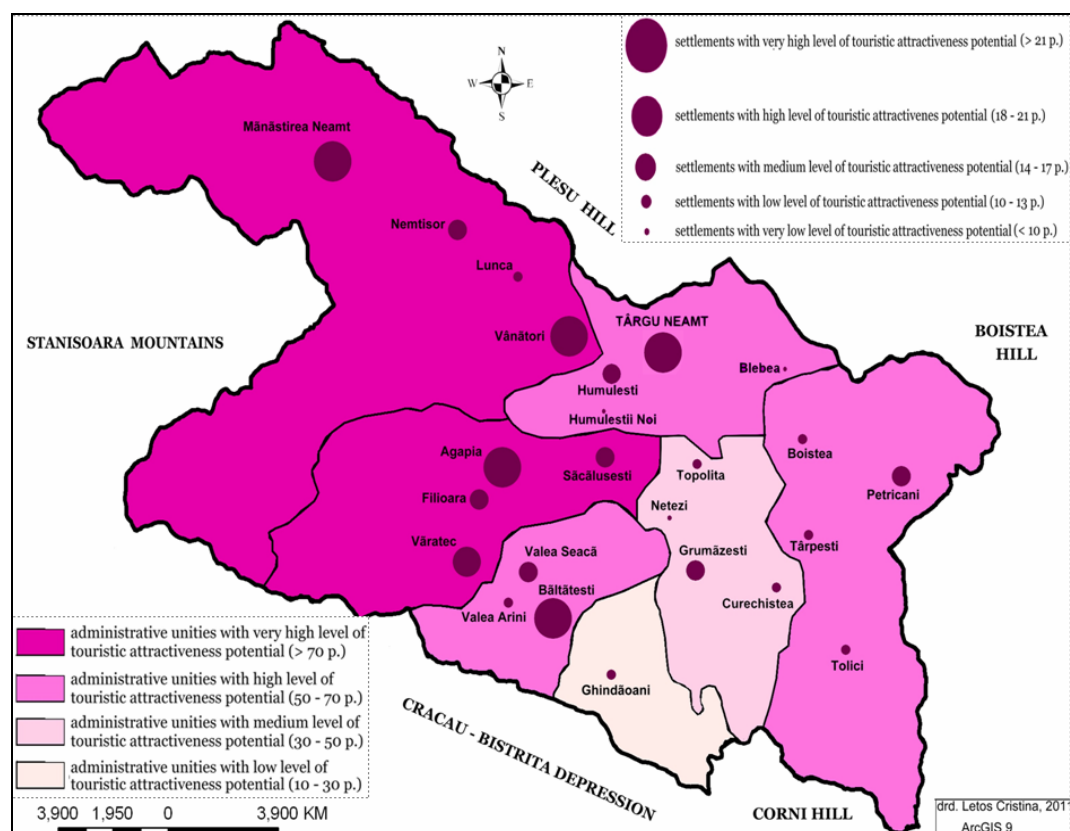 settlements with very high level of touristic attractiveness potential (> 21 p.)
settlements with high level of touristic attractivenes potential (18 - 21 p.)
settlements with medium level of touristic attractiveness potential (14 - 17 p.)
settlements with low level of touristic attractiveness potential (10 - 13 p.)
settlements with very low level of touristic attractiveness potential (< 10 p.)
N
W E
S
Mănăstirea Neamt
PLESU HILL
Nemtisor
Lunca
Vânători
TÂRGU NEAMT
STANISOARA MOUNTAINS
BOISTEA
HILL
Blebea
Humulesti
Humulestii Noi
Agapia
Săcălusesti
Topolita
Boistea
Filioara
Petricani
Netezi
Văratec
Valea Seacă
Grumăzesti
Târpesti
Băltătesti
Valea Arini
Curechistea
Tolici
Ghindăoani
CRACAU - BISTRITA DEPRESSION
CORNI HILL
administrative unities with very high level of
touristic attractiveness potential (> 70 p.)
administrative unities with high level of
touristic attractiveness potential (50 - 70 p.)
administrative unities with medium level of
touristic attractiveness potential (30 - 50 p.)
administrative unities with low level of
touristic attractiveness potential (10 - 30 p.)
3,900 1,950 0 3,900 KM
drd. Letos Cristina, 2011
ArcGIS 9